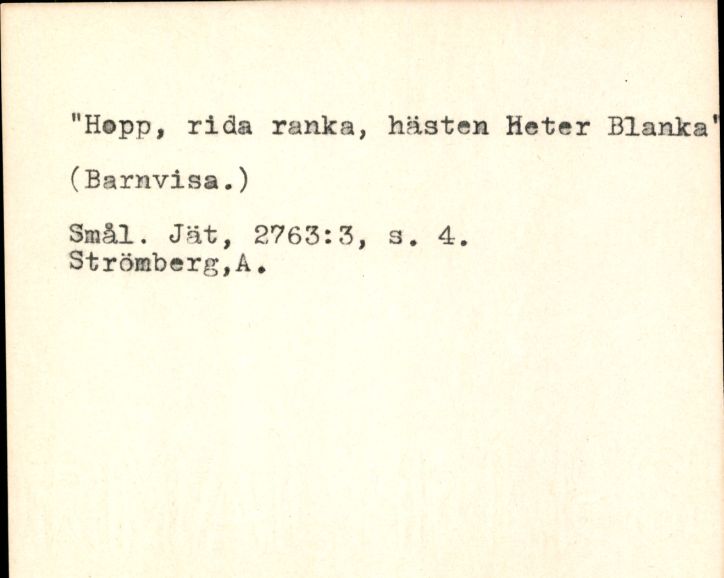 "Hopp, rida ranka, hästen Heter Blanka"
(Barnvisa.)
Smål. Jät, 2763:3, s. 4.
Strömberg,A.